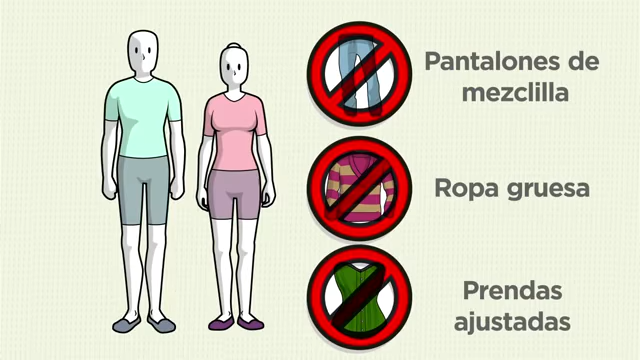 Pantalones de
mezclilla
Ropa gruesa
Prendas
ajustadas